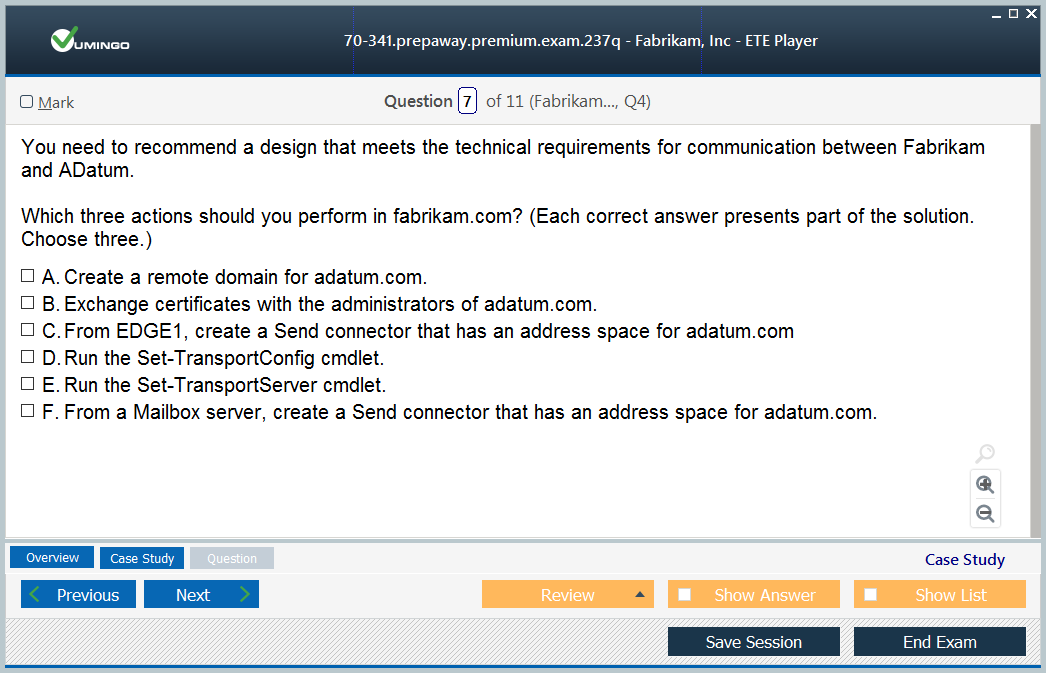 VUMINGO
70-341.prepaway.premium.exam.237q - Fabrikam, Inc - ETE Player
Mark
Question 7 of 11 (Fabrikam..., Q4)
You need to recommend a design that meets the technical requirements for communication between Fabrikam
and ADatum.
Which three actions should you perform in fabrikam.com? (Each correct answer presents part of the solution.
Choose three.)
A. Create a remote domain for adatum.com.
B. Exchange certificates with the administrators of adatum.com.
C. From EDGE1, create a Send connector that has an address space for adatum.com
D. Run the Set-TransportConfig cmdlet.
E. Run the Set-TransportServer cmdlet.
F. From a Mailbox server, create a Send connector that has an address space for adatum.com.
Overview Case Study Question Case Study
Previous Next Review Show Answer Show List
Save Session End Exam